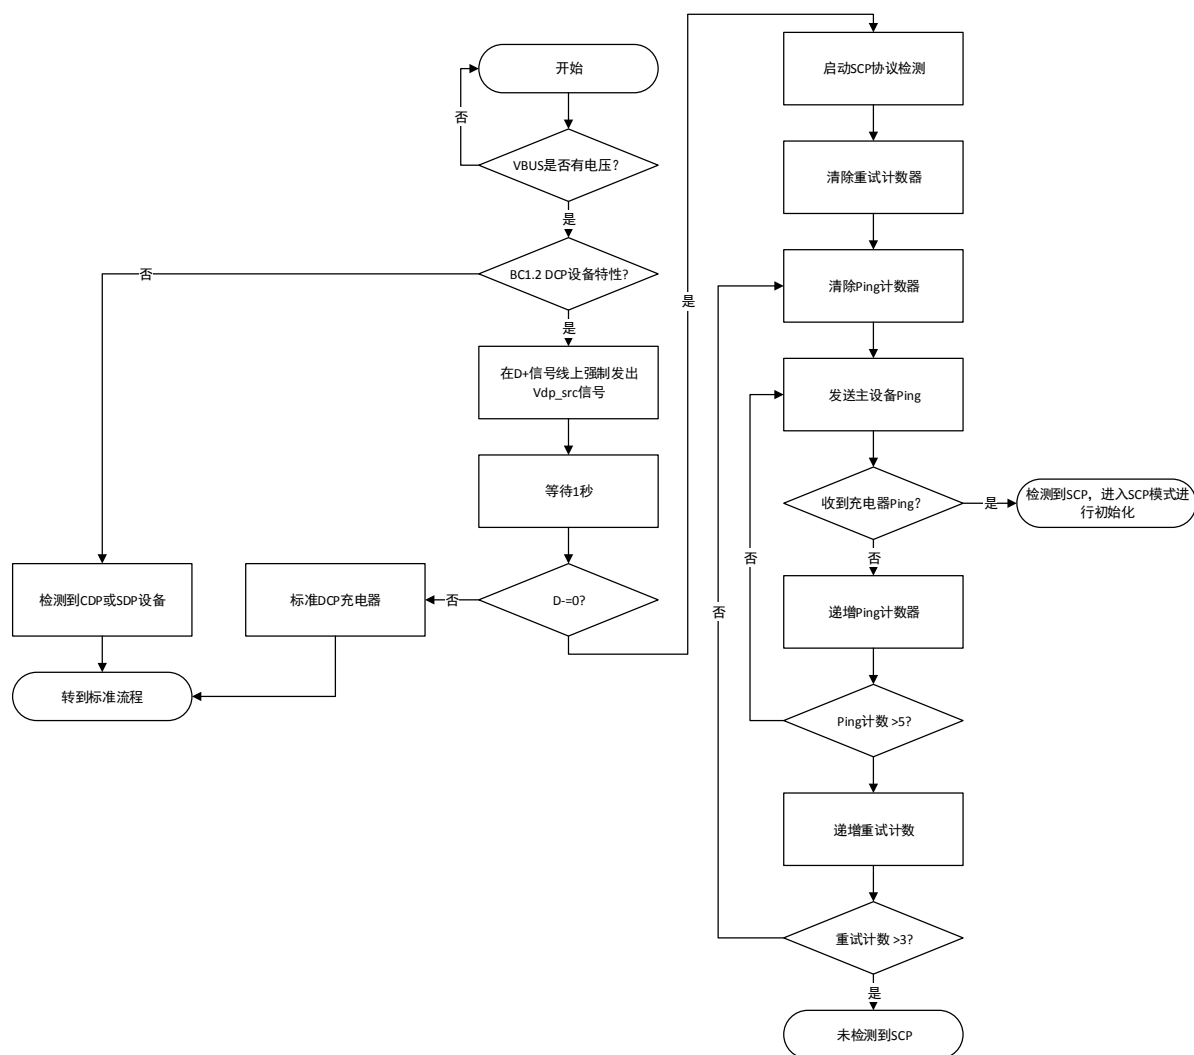 开始
否
VBUS是否有电压？
是
BC1.2 DCP设备特性？
否
是
在D+信号线上强制发出
Vdp_src信号
等待1秒
D-=0？
否
标准DCP充电器
检测到CDP或SDP设备
转到标准流程
是
启动SCP协议检测
清除重试计数器
清除Ping计数器
发送主设备Ping
收到充电器Ping？
是
检测到SCP，进入SCP模式进
行初始化
否
递增Ping计数器
Ping计数 >5？
否
递增重试计数
重试计数 >3？
否
是
未检测到SCP